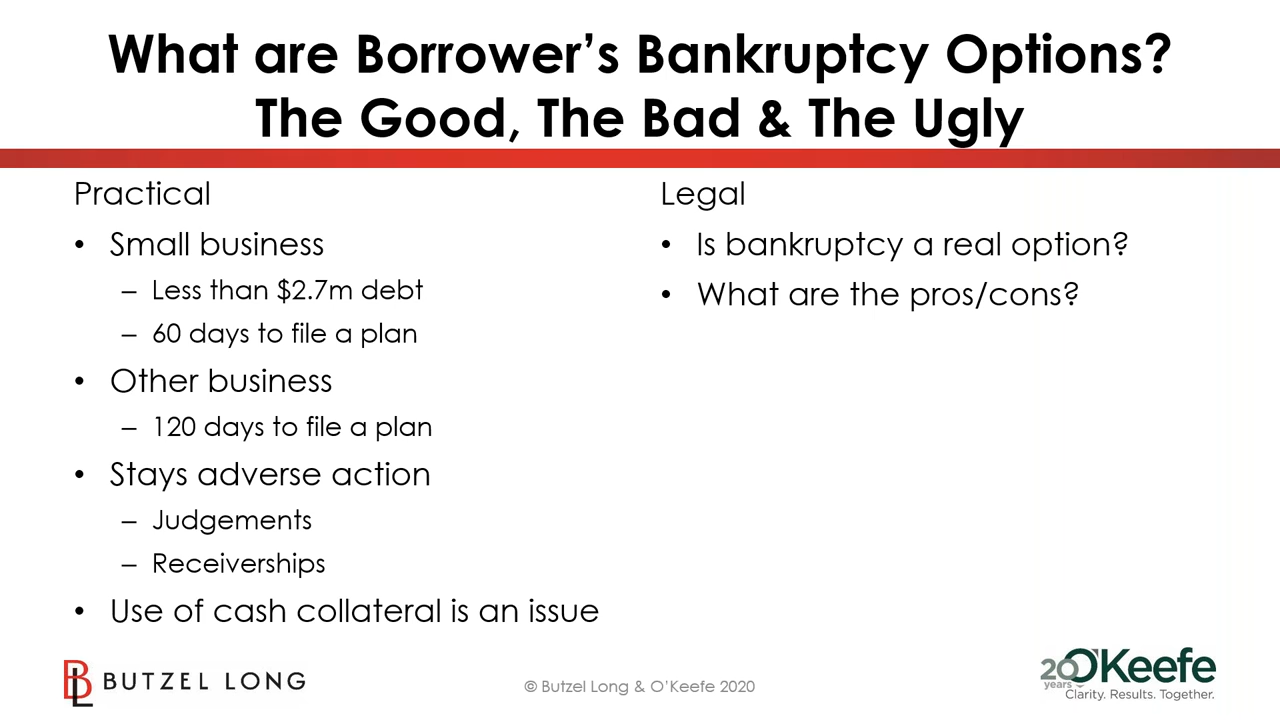 What are Borrower’s Bankruptcy Options?
The Good, The Bad & The Ugly
Practical
• Small business
– Less than $2.7m debt
– 60 days to file a plan
• Other business
– 120 days to file a plan
• Stays adverse action
– Judgements
– Receiverships
• Use of cash collateral is an issue
Legal
• Is bankruptcy a real option?
• What are the pros/cons?
BL BUTZEL LONG
© Butzel Long & O’Keefe 2020
20 years O’Keefe
Clarity. Results. Together.